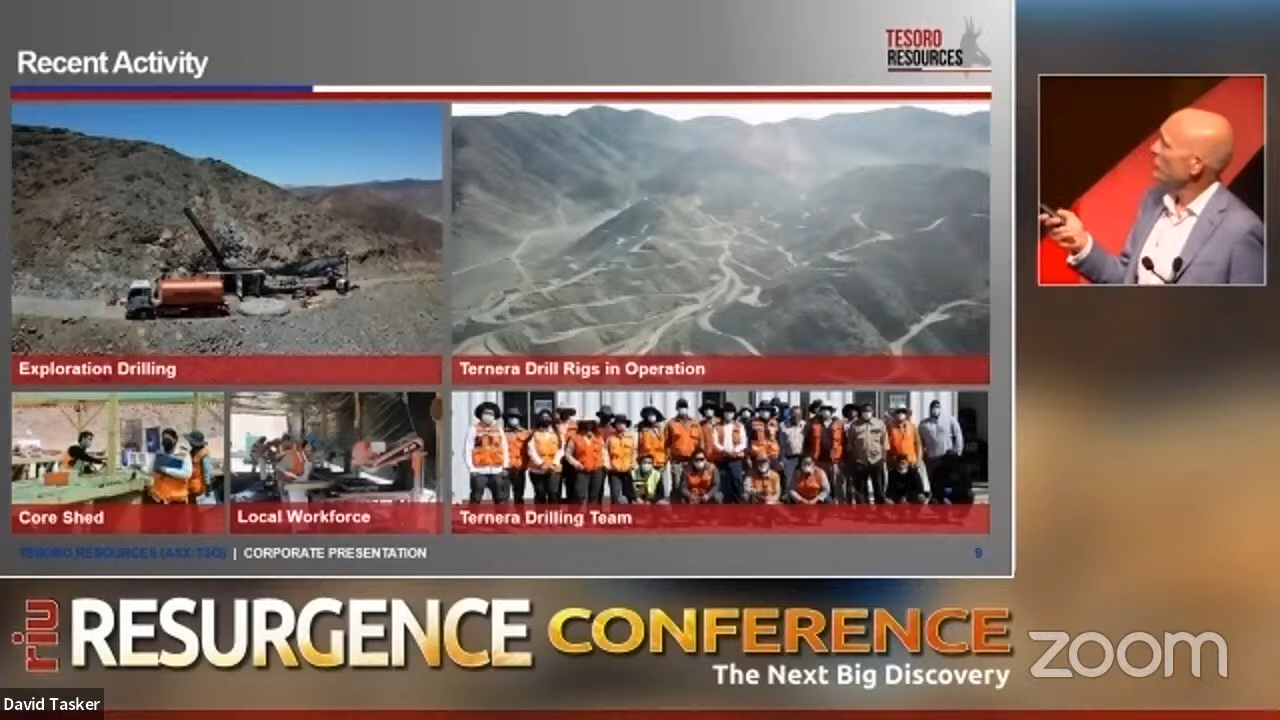 Recent Activity
TESORO
RESOURCES
Exploration Drilling
Ternera Drill Rigs in Operation
Core Shed
Local Workforce
Ternera Drilling Team
TESORO RESOURCES (ASX:TSO) | CORPORATE PRESENTATION
9
riu RESURGENCE CONFERENCE
The Next Big Discovery
zoom
David Tasker